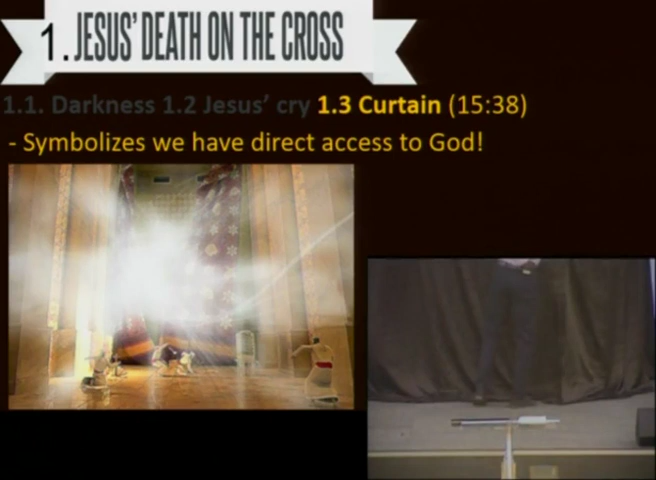 1. JESUS' DEATH ON THE CROSS
1.1. Darkness 1.2 Jesus' cry 1.3 Curtain (15:38)
- Symbolizes we have direct access to God!